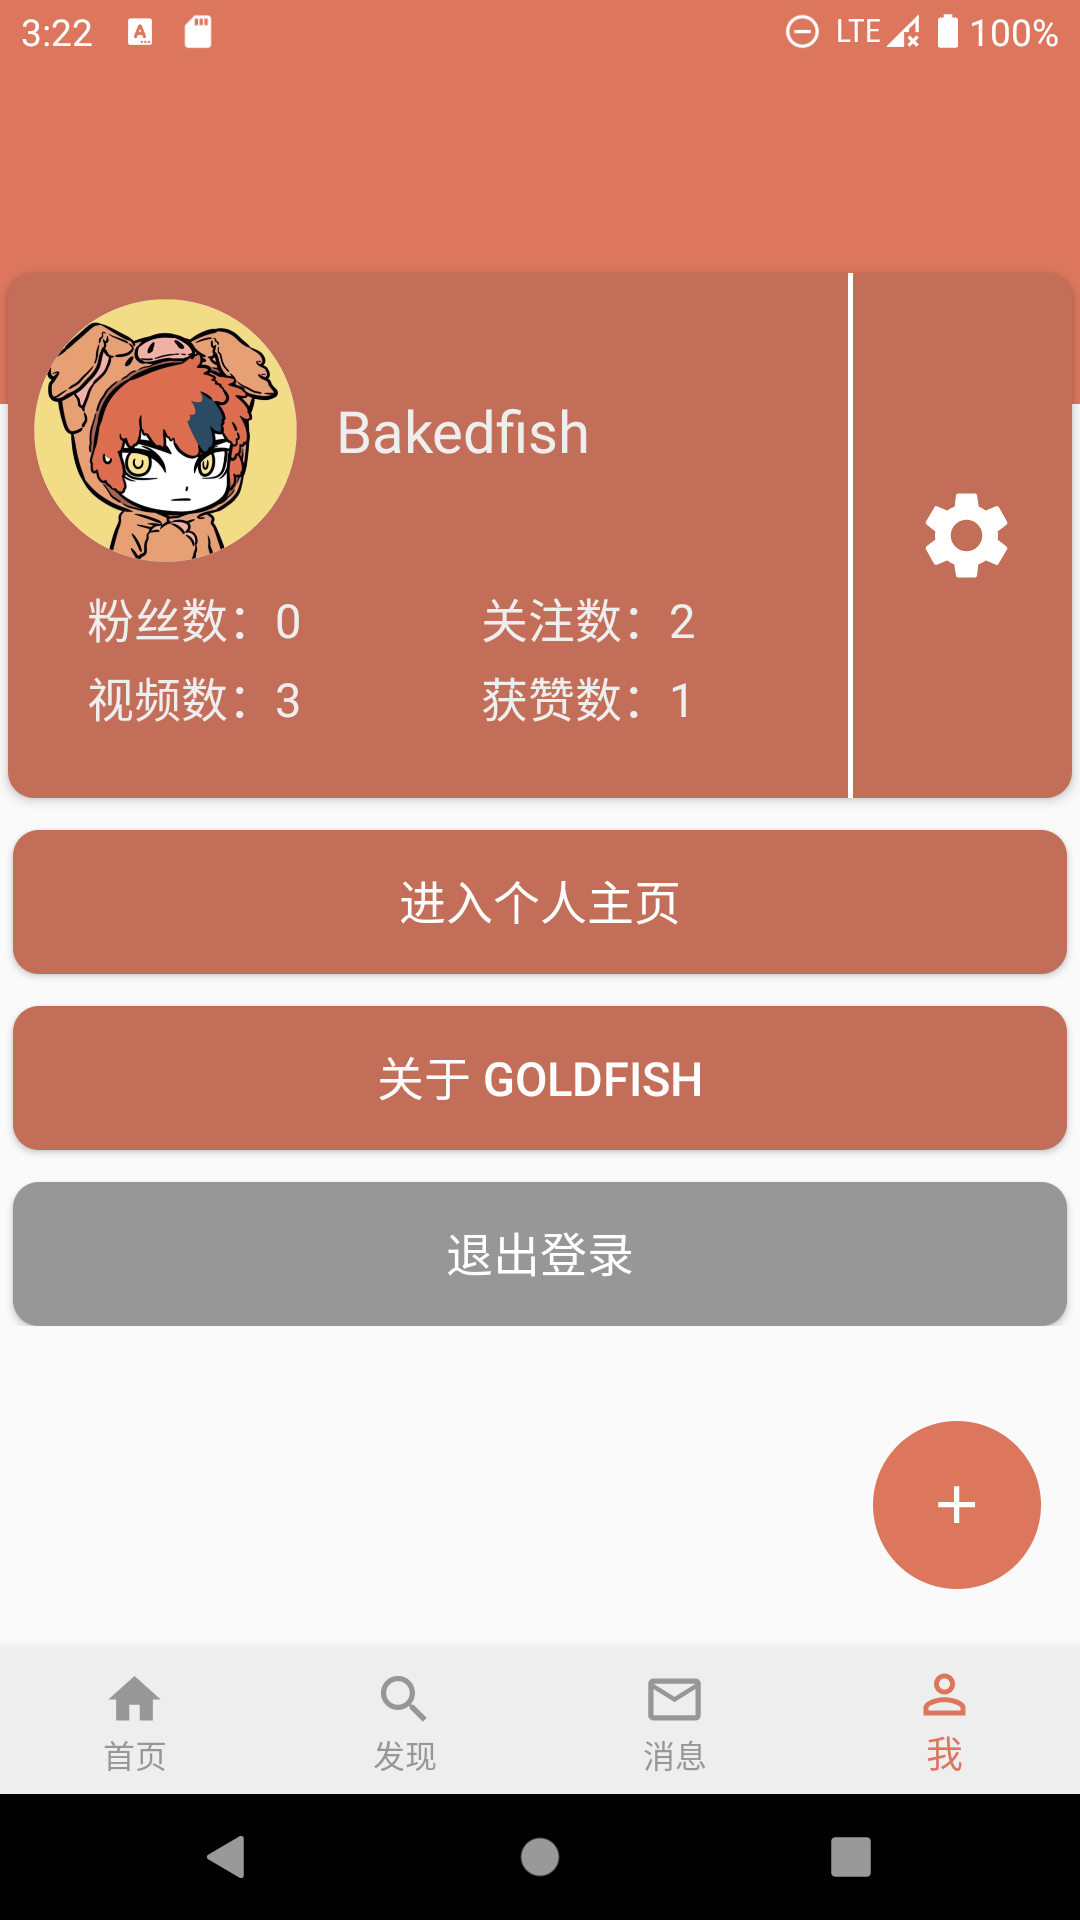 3:22 LTE 100%
Bakedfish
粉丝数：0 关注数：2
视频数：3 获赞数：1
进入个人主页
关于 GOLDFISH
退出登录
首页 发现 消息 我